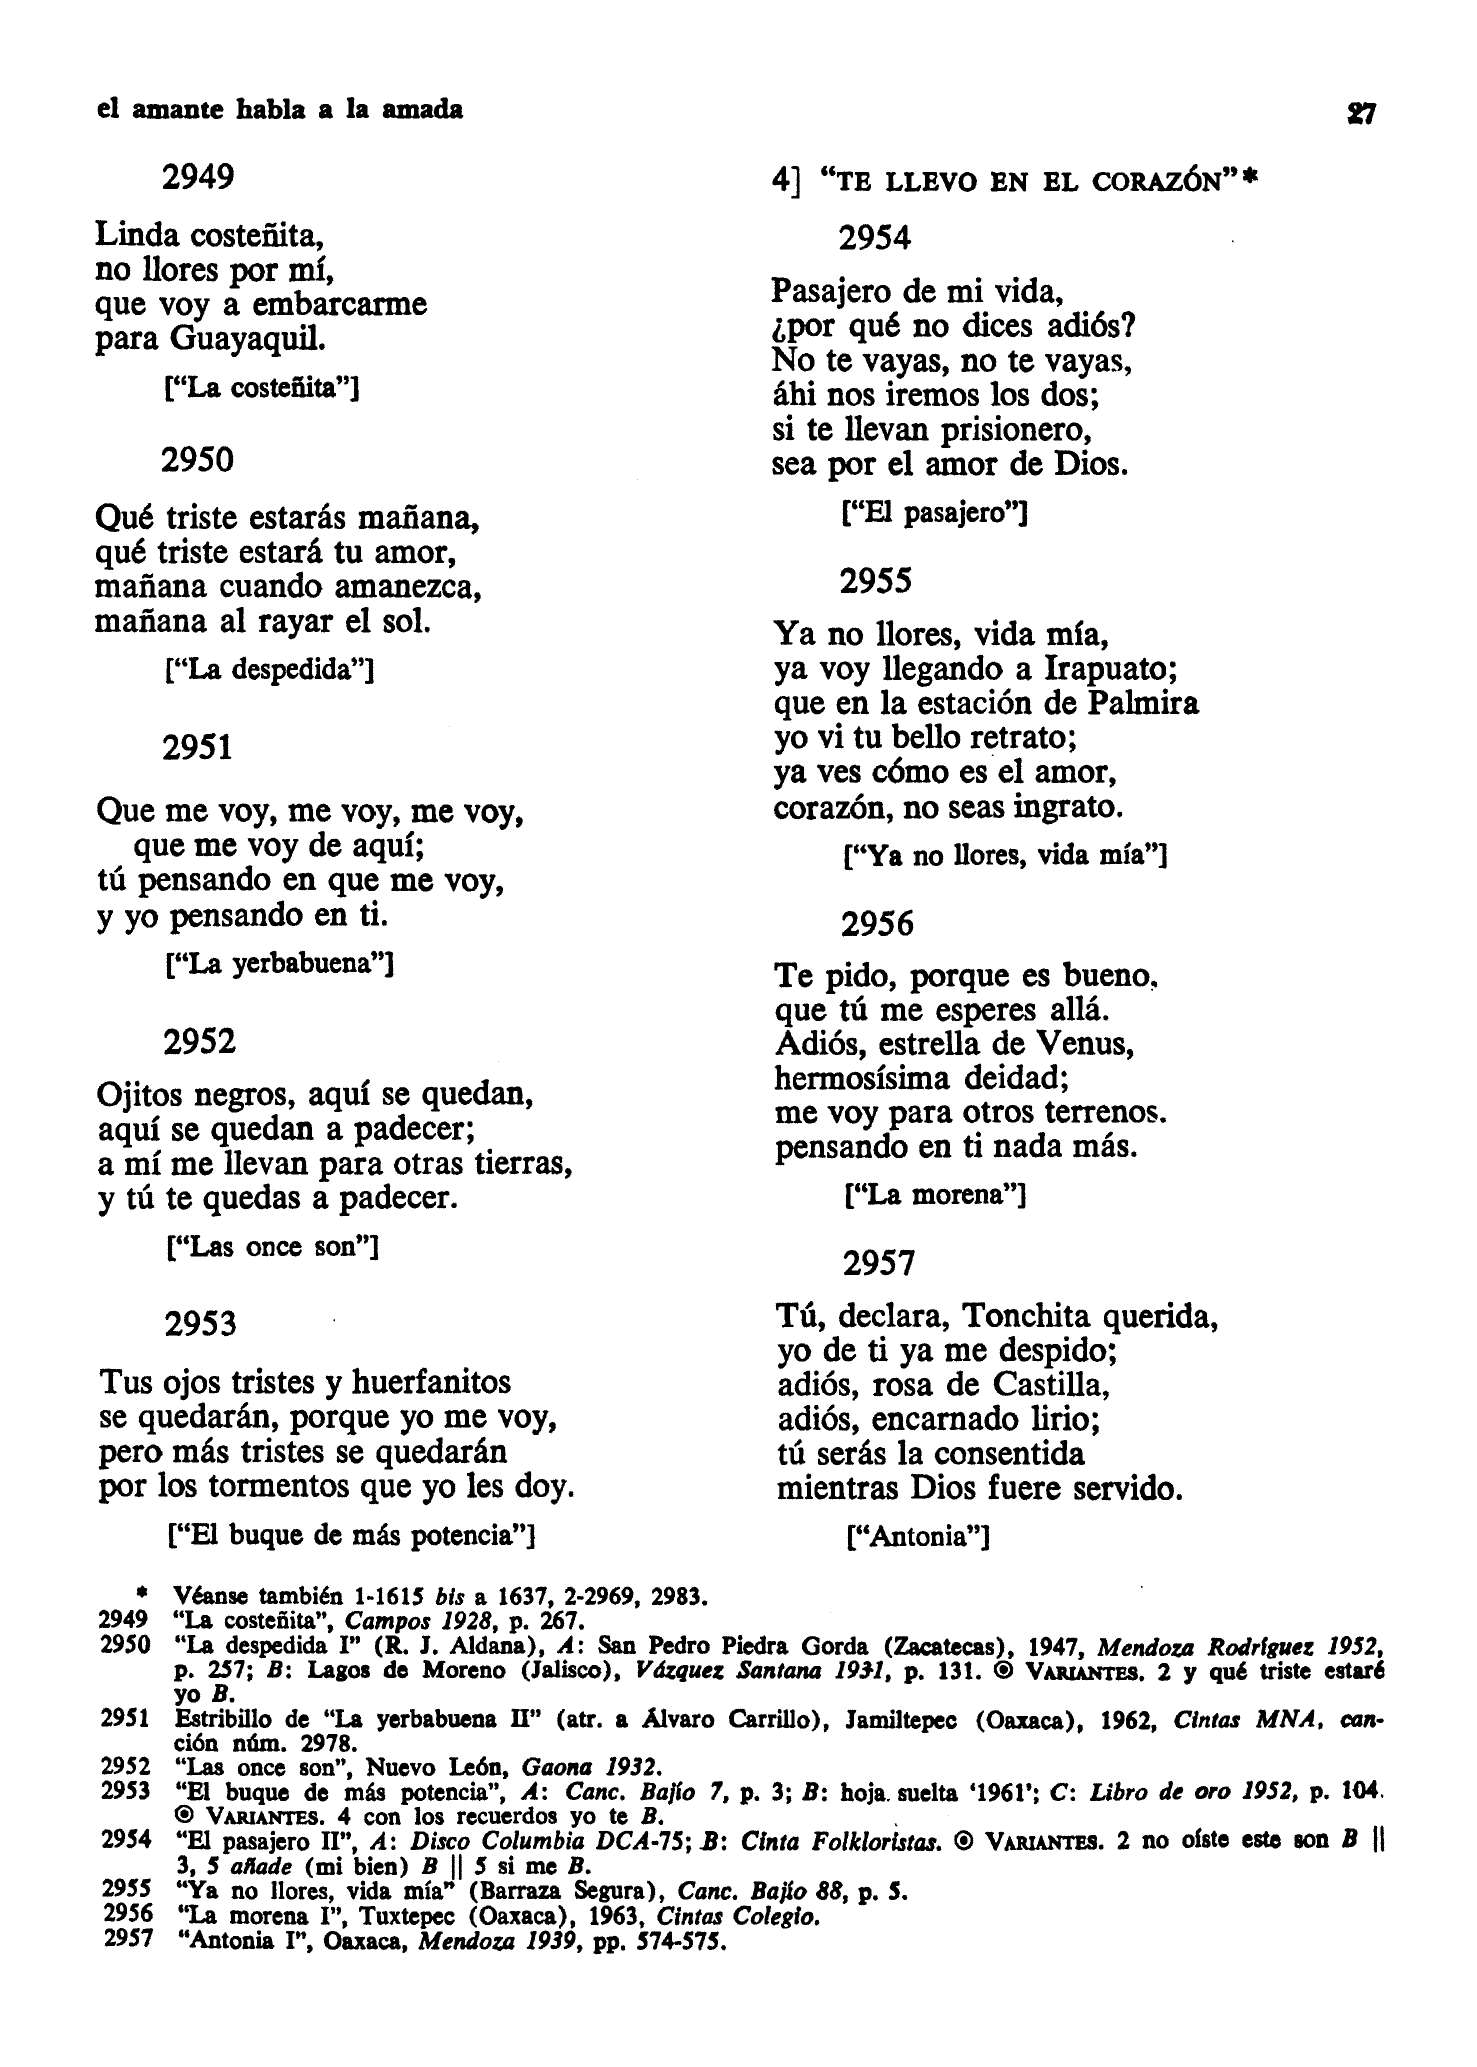 el amante habla a la amada
27
2949
Linda costeñita,
no llores por mí,
que voy a embarcarme
para Guayaquil.
[“La costeñita”]
2950
Qué triste estarás mañana,
qué triste estará tu amor,
mañana cuando amanezca,
mañana al rayar el sol.
[“La despedida”]
2951
Que me voy, me voy, me voy,
que me voy de aquí;
tú pensando en que me voy,
y yo pensando en ti.
[“La yerbabuena”]
2952
Ojitos negros, aquí se quedan,
aquí se quedan a padecer;
a mí me llevan para otras tierras,
y tú te quedas a padecer.
[“Las once son”]
2953
Tus ojos tristes y huerfanitos
se quedarán, porque yo me voy,
pero más tristes se quedarán
por los tormentos que yo les doy.
[“El buque de más potencia”]
4] “TE LLEVO EN EL CORAZÓN”*
2954
Pasajero de mi vida,
¿por qué no dices adiós?
No te vayas, no te vayas,
áhi nos iremos los dos;
si te llevan prisionero,
sea por el amor de Dios.
[“El pasajero”]
2955
Ya no llores, vida mía,
ya voy llegando a Irapuato;
que en la estación de Palmira
yo vi tu bello retrato;
ya ves cómo es el amor,
corazón, no seas ingrato.
[“Ya no llores, vida mía”]
2956
Te pido, porque es bueno,
que tú me esperes allá.
Adiós, estrella de Venus,
hermosísima deidad;
me voy para otros terrenos.
pensando en ti nada más.
[“La morena”]
2957
Tú, declara, Tonchita querida,
yo de ti ya me despido;
adiós, rosa de Castilla,
adiós, encarnado lirio;
tú serás la consentida
mientras Dios fuere servido.
[“Antonia”]
* Véanse también 1-1615 bis a 1637, 2-2969, 2983.
2949 “La costeñita”, Campos 1928, p. 267.
2950 “La despedida I” (R. J. Aldana), A: San Pedro Piedra Gorda (Zacatecas), 1947, Mendoza Rodríguez 1952,
p. 257; B: Lagos de Moreno (Jalisco), Vázquez Santana 1931, p. 131. ⊙ VARIANTES. 2 y qué triste estaré
yo B.
2951 Estribillo de “La yerbabuena II” (atr. a Álvaro Carrillo), Jamiltepec (Oaxaca), 1962, Cintas MNA, can-
ción núm. 2978.
2952 “Las once son”, Nuevo León, Gaona 1932.
2953 “El buque de más potencia”, A: Canc. Bajío 7, p. 3; B: hoja suelta ‘1961’; C: Libro de oro 1952, p. 104.
⊙ VARIANTES. 4 con los recuerdos yo te B.
2954 “El pasajero II”, A: Disco Columbia DCA-75; B: Cinta Folkloristas. ⊙ VARIANTES. 2 no oíste este son B ||
3, 5 añade (mi bien) B || 5 si me B.
2955 “Ya no llores, vida mía” (Barraza Segura), Canc. Bajío 88, p. 5.
2956 “La morena I”, Tuxtepec (Oaxaca), 1963, Cintas Colegio.
2957 “Antonia I”, Oaxaca, Mendoza 1939, pp. 574-575.